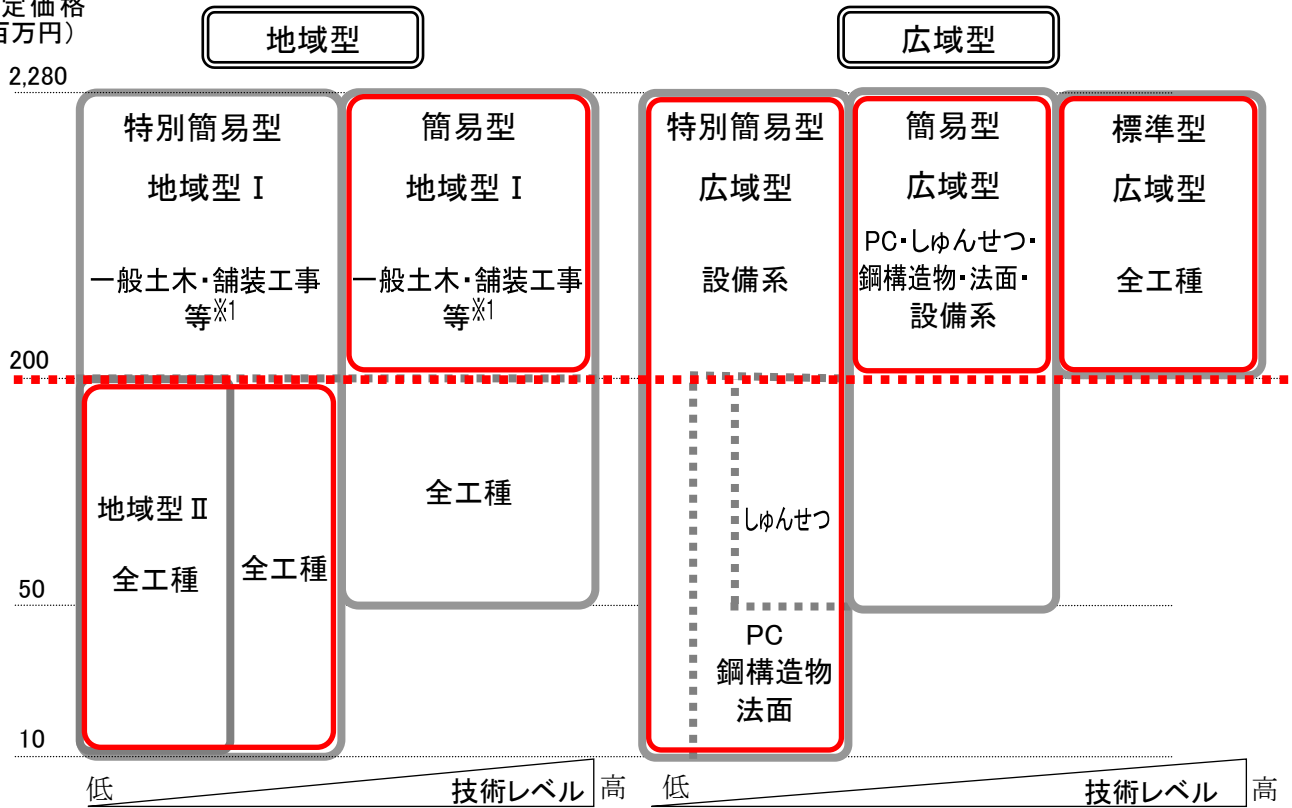 定価格
百万円）
地域型
広域型
2,280
特別簡易型
地域型Ⅰ
一般土木・舗装工事
等※1
簡易型
地域型Ⅰ
一般土木・舗装工事
等※1
特別簡易型
広域型
設備系
簡易型
広域型
PC・しゅんせつ・
鋼構造物・法面・
設備系
標準型
広域型
全工種
200
地域型Ⅱ
全工種
全工種
全工種
しゅんせつ
50
PC
鋼構造物
法面
10
低
技術レベル
高
低
技術レベル
高